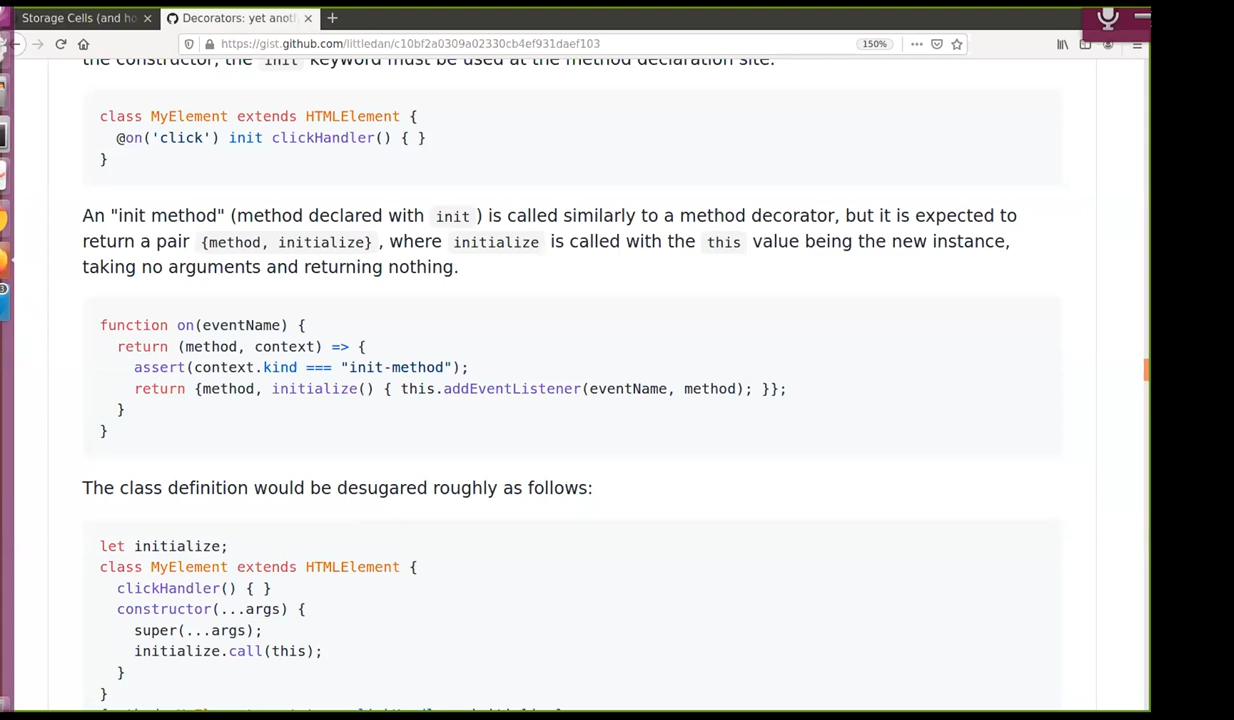 Storage Cells (and ho
Decorators: yet anoth
https://gist.github.com/littledan/c10bf2a0309a02330cb4ef931daef103
150%
the constructor, the init keyword must be used at the method declaration site.
class MyElement extends HTMLElement {
@on('click') init clickHandler() { }
}
An "init method" (method declared with init ) is called similarly to a method decorator, but it is expected to
return a pair {method, initialize} , where initialize is called with the this value being the new instance,
taking no arguments and returning nothing.
function on(eventName) {
return (method, context) => {
assert(context.kind === "init-method");
return {method, initialize() { this.addEventListener(eventName, method); }};
}
}
The class definition would be desugared roughly as follows:
let initialize;
class MyElement extends HTMLElement {
clickHandler() { }
constructor(...args) {
super(...args);
initialize.call(this);
}
}